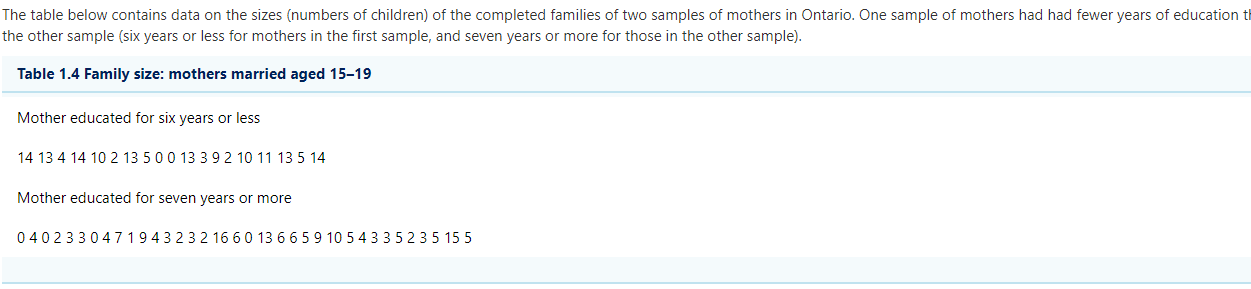 The table below contains data on the sizes (numbers of children) of the completed families of two samples of mothers in Ontario. One sample of mothers had had fewer years of education
the other sample (six years or less for mothers in the first sample, and seven years or more for those in the other sample).
Table 1.4 Family size: mothers married aged 15–19
Mother educated for six years or less
14 13 4 14 10 2 13 5 0 0 13 3 9 2 10 11 13 5 14
Mother educated for seven years or more
0 4 0 2 3 3 0 4 7 1 9 4 3 2 3 2 16 6 0 13 6 6 5 9 10 5 4 3 3 5 2 3 5 15 5